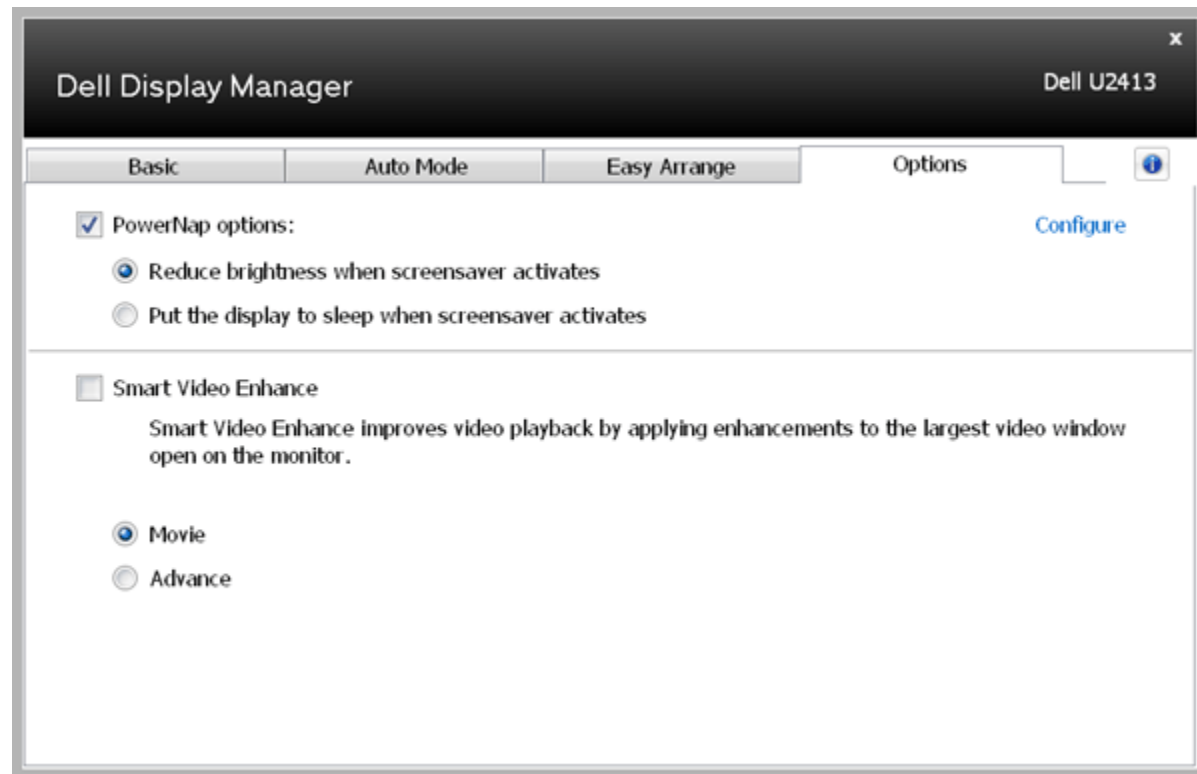 x
Dell Display Manager
Dell U2413
Basic
Auto Mode
Easy Arrange
Options
PowerNap options:
Configure
Reduce brightness when screensaver activates
Put the display to sleep when screensaver activates
Smart Video Enhance
Smart Video Enhance improves video playback by applying enhancements to the largest video window
open on the monitor.
Movie
Advance